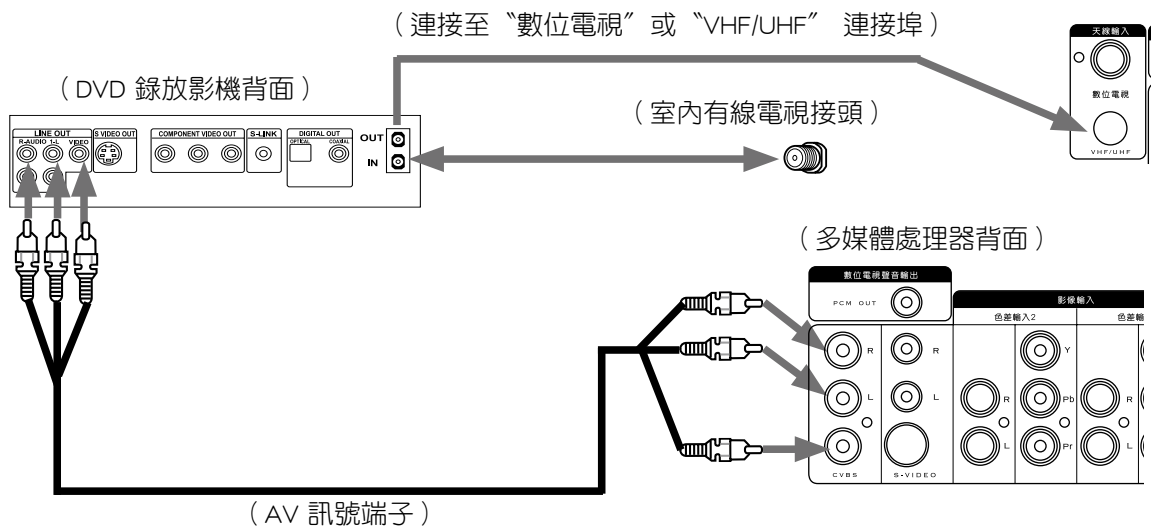 （連接至〝數位電視〞或〝VHF/UHF〞 連接埠）
天線輸入
數位電視
VHF/UHF
（DVD 錄放影機背面）
（室內有線電視接頭）
LINE OUT
R-AUDIO 1-L VIDEO
S VIDEO OUT
COMPONENT VIDEO OUT
S-LINK
DIGITAL OUT
OPTICAL
COAXIAL
OUT
IN
（多媒體處理器背面）
數位電視聲音輸出
PCM OUT
影像輸入
色差輸入2
色差輸
R
R
Y
L
L
R
Pb
R
L
Pr
L
CVBS
S-VIDEO
（AV 訊號端子）